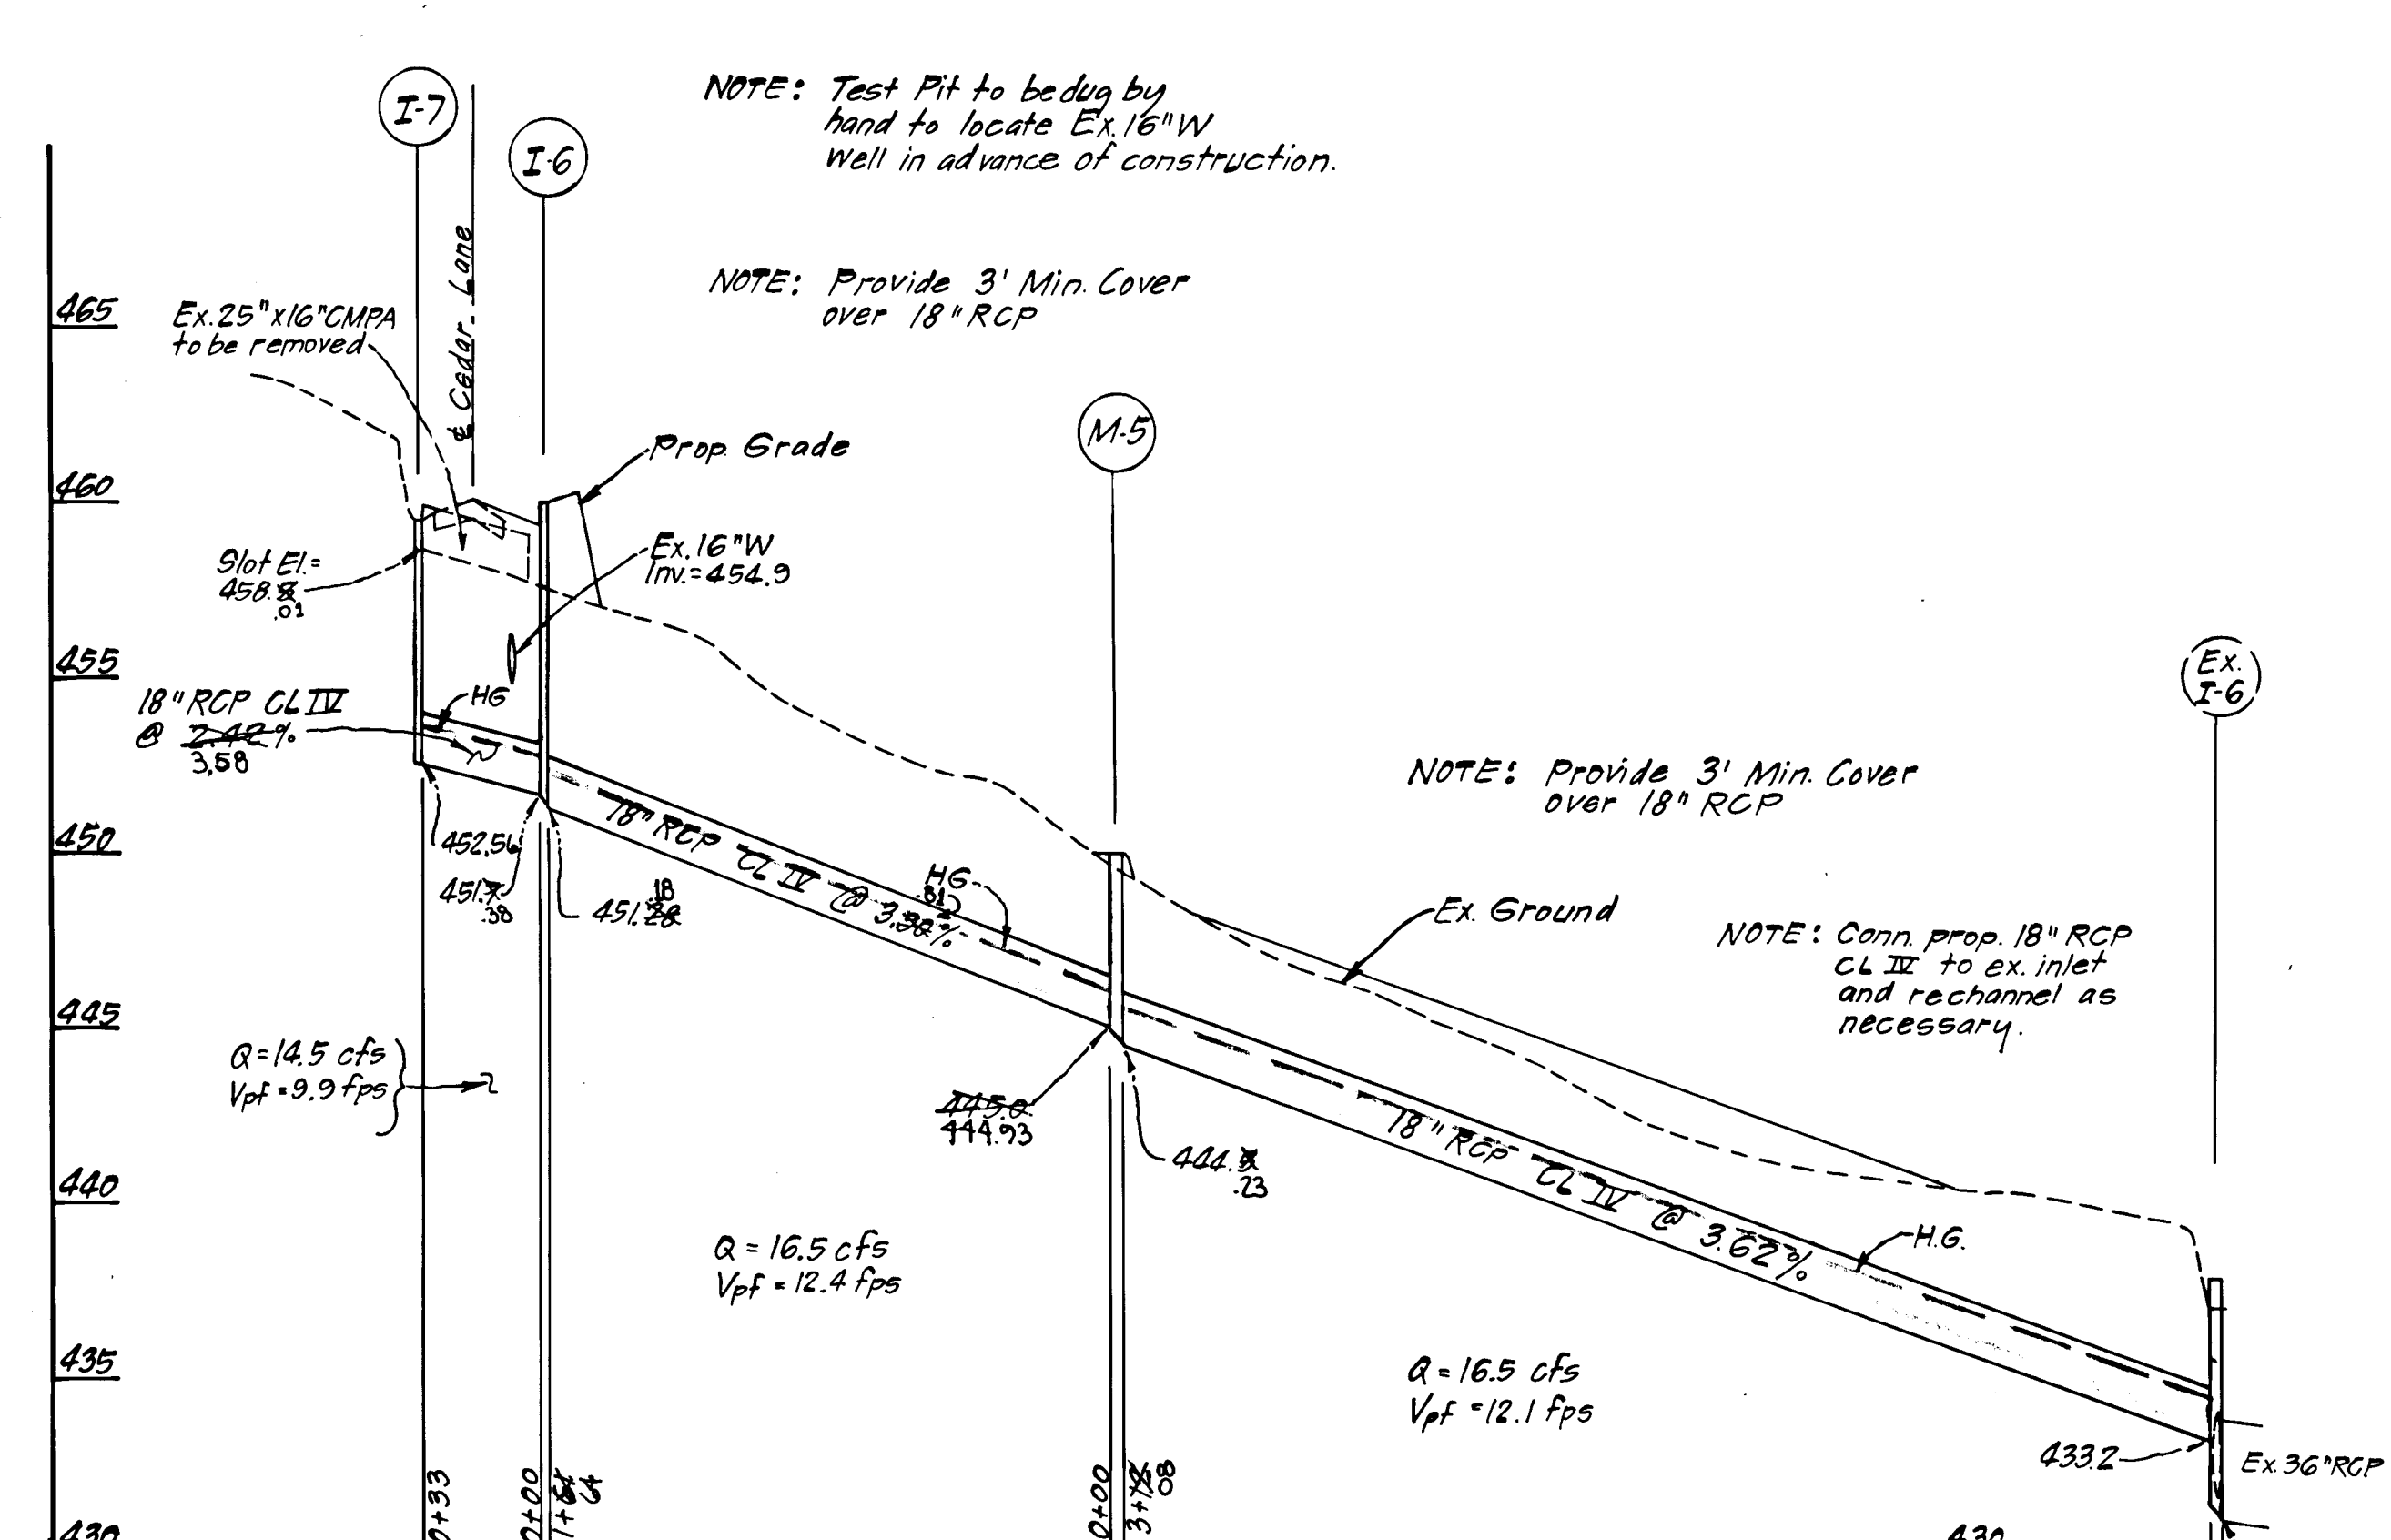 I-7
I-6
NOTE: Test Pit to be dug by
hand to locate Ex. 16" W
Well in advance of construction.
NOTE: Provide 3' Min. Cover
over 18" RCP
℄ Cedar Lane
465
Ex. 25" x 16" CMPA
to be removed
460
Prop. Grade
M-5
Slot El. =
458.
.01
Ex. 16" W
Inv. = 454.9
455
18" RCP CL IV
@ 2.42 %
3.58
HG
Ex.
I-6
NOTE: Provide 3' Min. Cover
over 18" RCP
450
452.56
451.7
.38
.18
451.28
18" RCP CL IV @ 3. %
.81
HG
Ex. Ground
NOTE: Conn. prop. 18" RCP
CL IV to ex. inlet
and rechannel as
necessary.
445
Q = 14.5 cfs
Vpf = 9.9 fps
445.0
444.93
444.
.23
440
18" RCP CL IV @ 3.62%
H.G.
Q = 16.5 cfs
Vpf = 12.4 fps
435
Q = 16.5 cfs
Vpf = 12.1 fps
433.2
Ex. 36" RCP
0+33
0+00
1+
64
0+00
3+
08
430
430